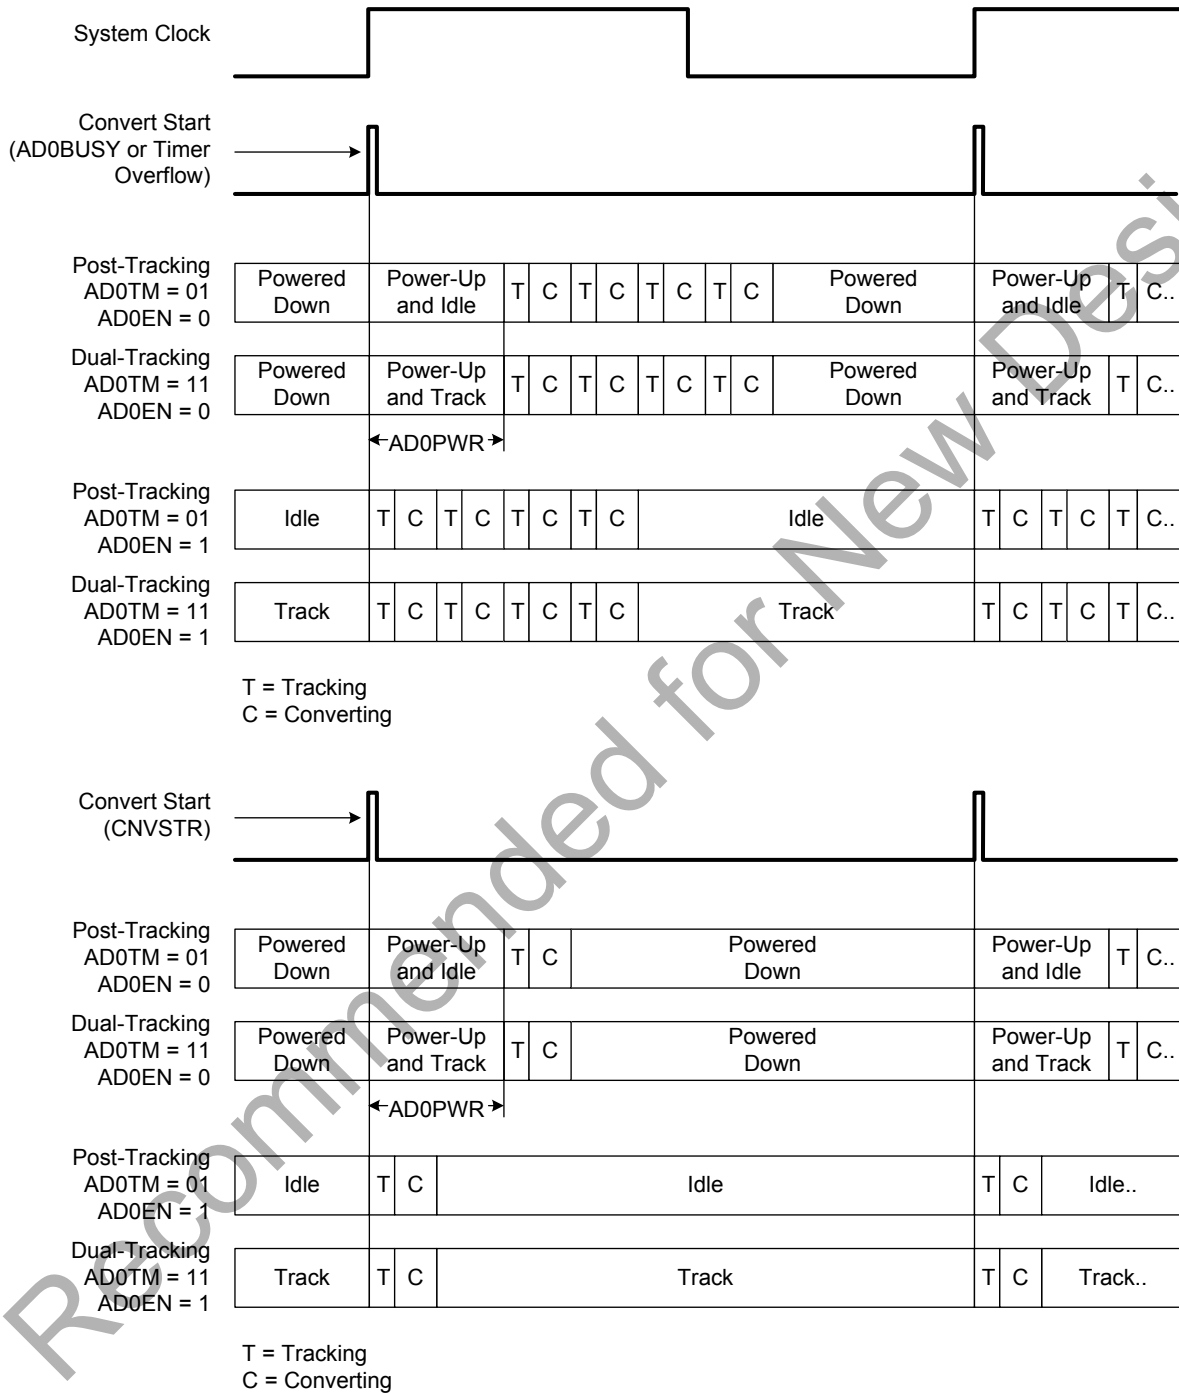 System Clock
Convert Start
(AD0BUSY or Timer
Overflow)
Post-Tracking
AD0TM = 01
AD0EN = 0
Powered
Down
Power-Up
and Idle
T C T C T C T C
Powered
Down
Power-Up
and Idle
T C..
Dual-Tracking
AD0TM = 11
AD0EN = 0
Powered
Down
Power-Up
and Track
T C T C T C T C
Powered
Down
Power-Up
and Track
T C..
AD0PWR
Post-Tracking
AD0TM = 01
AD0EN = 1
Idle T C T C T C T C Idle T C T C T C..
Dual-Tracking
AD0TM = 11
AD0EN = 1
Track T C T C T C T C Track T C T C T C..
T = Tracking
C = Converting
Convert Start
(CNVSTR)
Post-Tracking
AD0TM = 01
AD0EN = 0
Powered
Down
Power-Up
and Idle
T C
Powered
Down
Power-Up
and Idle
T C..
Dual-Tracking
AD0TM = 11
AD0EN = 0
Powered
Down
Power-Up
and Track
T C
Powered
Down
Power-Up
and Track
T C..
AD0PWR
Post-Tracking
AD0TM = 01
AD0EN = 1
Idle T C Idle T C Idle..
Dual-Tracking
AD0TM = 11
AD0EN = 1
Track T C Track T C Track..
T = Tracking
C = Converting
Recommended for New Desi